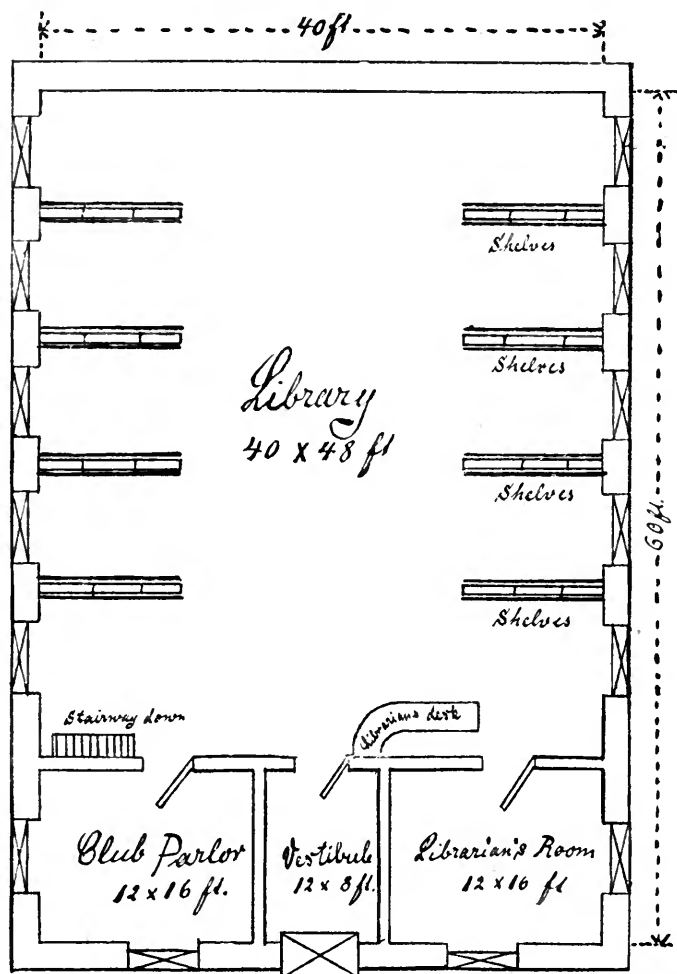 40 ft
Shelves
Shelves
Library
40 x 48 ft
Shelves
60 ft.
Shelves
Stairway down
Librarians desk
Club Parlor
12 x 16 ft.
Vestibule
12 x 8 ft.
Librarian's Room
12 x 16 ft